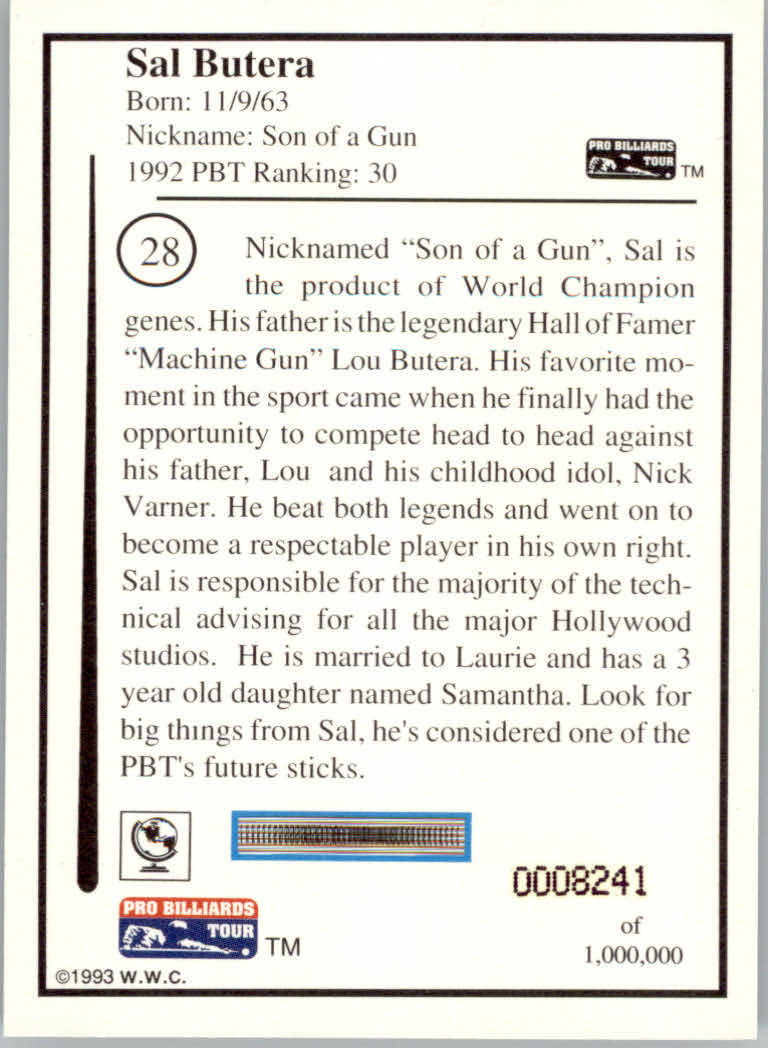 Sal Butera
Born: 11/9/63
Nickname: Son of a Gun
1992 PBT Ranking: 30
PRO BILLIARDS
TOUR TM
28
Nicknamed “Son of a Gun”, Sal is
the product of World Champion
genes. His father is the legendary Hall of Famer
“Machine Gun” Lou Butera. His favorite mo-
ment in the sport came when he finally had the
opportunity to compete head to head against
his father, Lou and his childhood idol, Nick
Varner. He beat both legends and went on to
become a respectable player in his own right.
Sal is responsible for the majority of the tech-
nical advising for all the major Hollywood
studios. He is married to Laurie and has a 3
year old daughter named Samantha. Look for
big things from Sal, he's considered one of the
PBT's future sticks.
0008241
of
1,000,000
PRO BILLIARDS
TOUR TM
©1993 W.W.C.